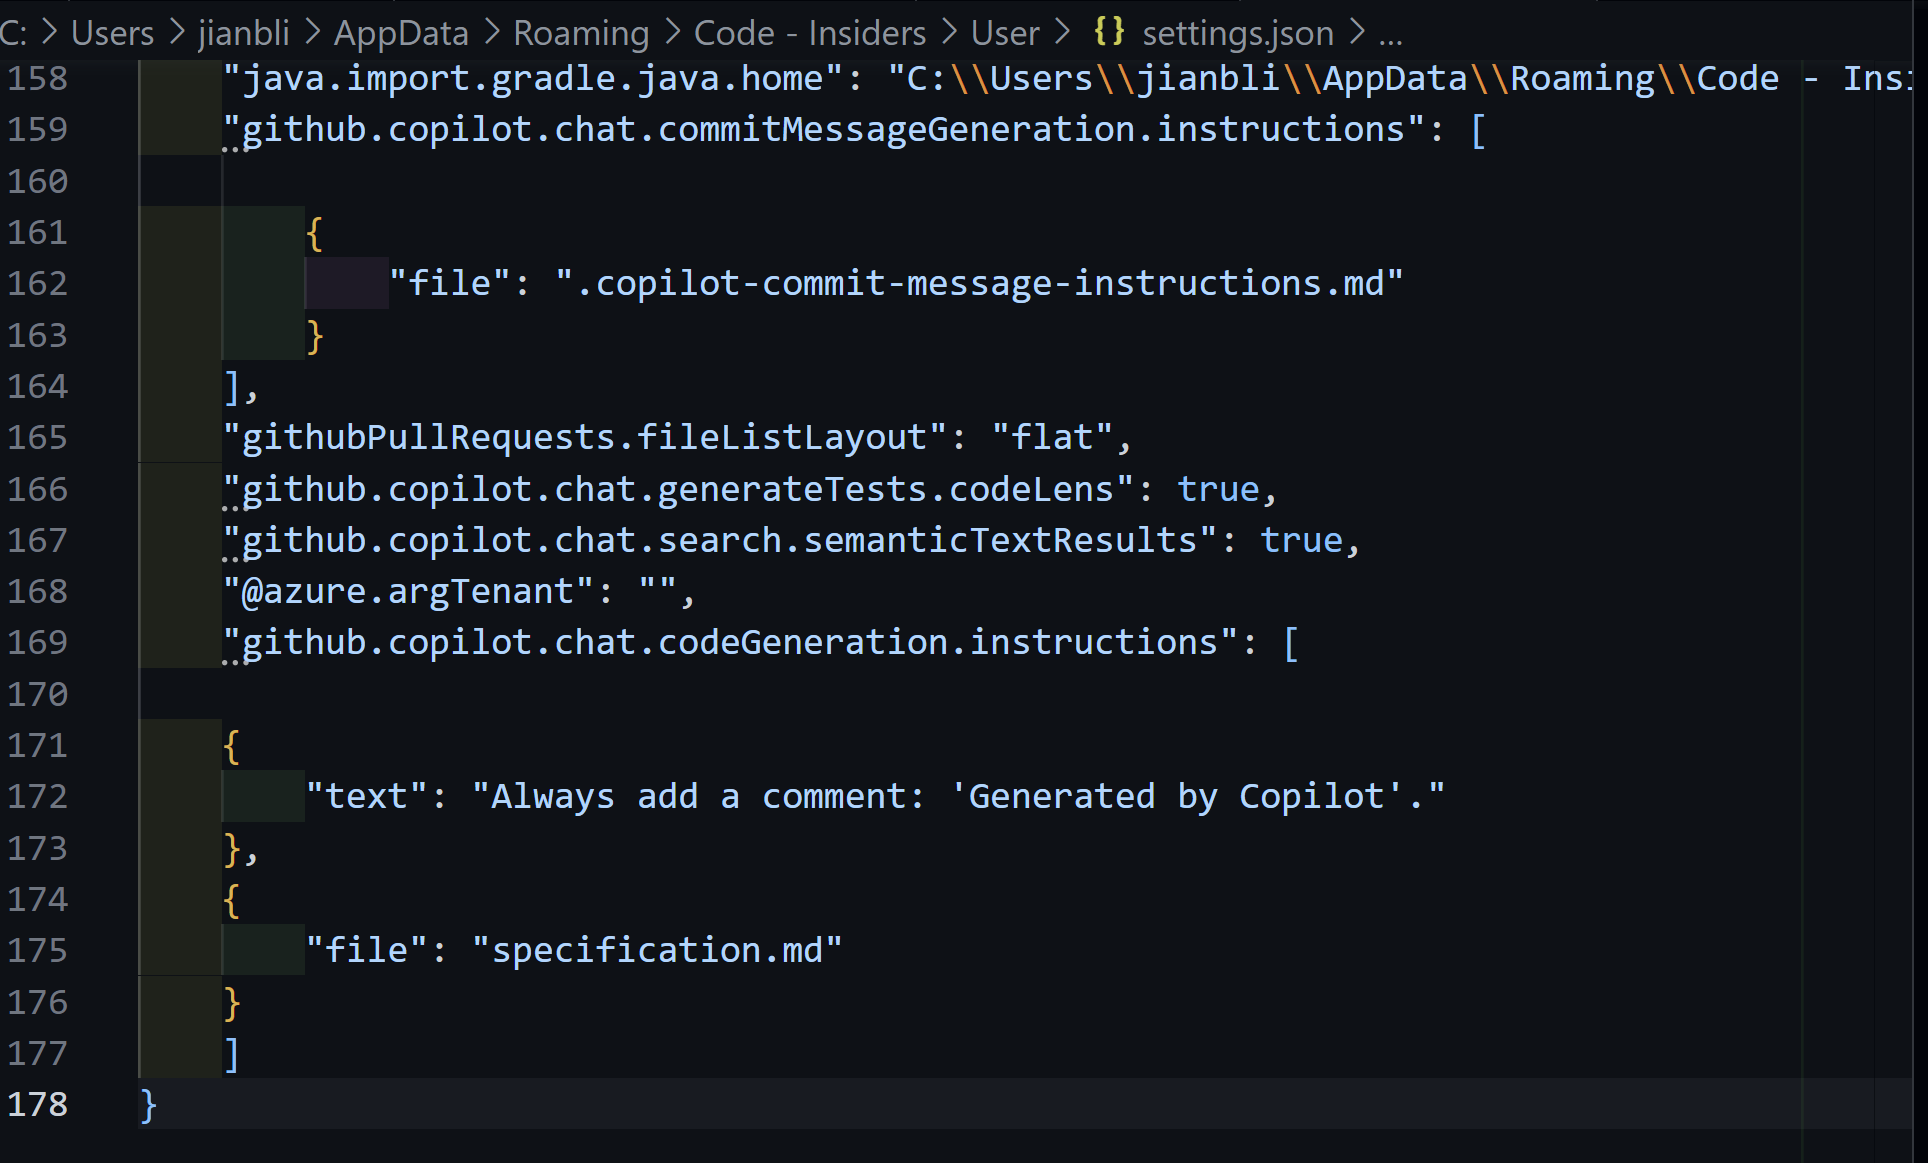 C: > Users > jianbli > AppData > Roaming > Code - Insiders > User > {} settings.json > ...
158 "java.import.gradle.java.home": "C:\\Users\\jianbli\\AppData\\Roaming\\Code - Insi
159 "github.copilot.chat.commitMessageGeneration.instructions": [
160
161 {
162 "file": ".copilot-commit-message-instructions.md"
163 }
164 ],
165 "githubPullRequests.fileListLayout": "flat",
166 "github.copilot.chat.generateTests.codeLens": true,
167 "github.copilot.chat.search.semanticTextResults": true,
168 "@azure.argTenant": "",
169 "github.copilot.chat.codeGeneration.instructions": [
170
171 {
172 "text": "Always add a comment: 'Generated by Copilot'."
173 },
174 {
175 "file": "specification.md"
176 }
177 ]
178 }